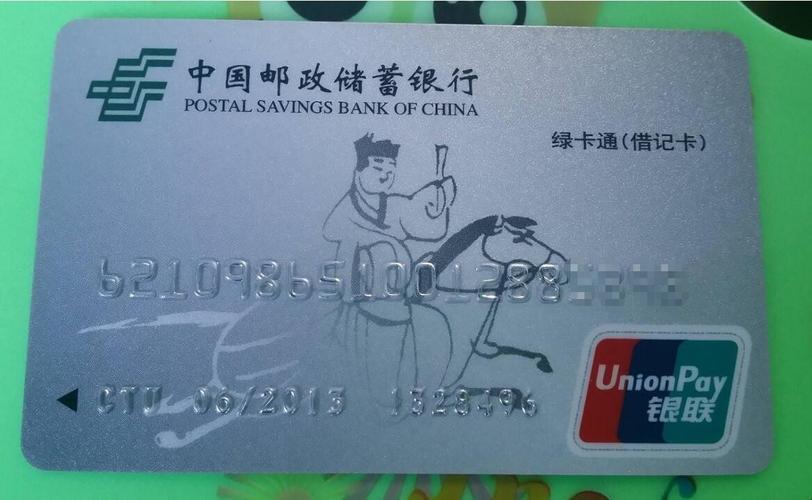 中国邮政储蓄银行
POSTAL SAVINGS BANK OF CHINA
绿卡通(借记卡)
621098651001288
CTU 06/2013 1328496
UnionPay
银联